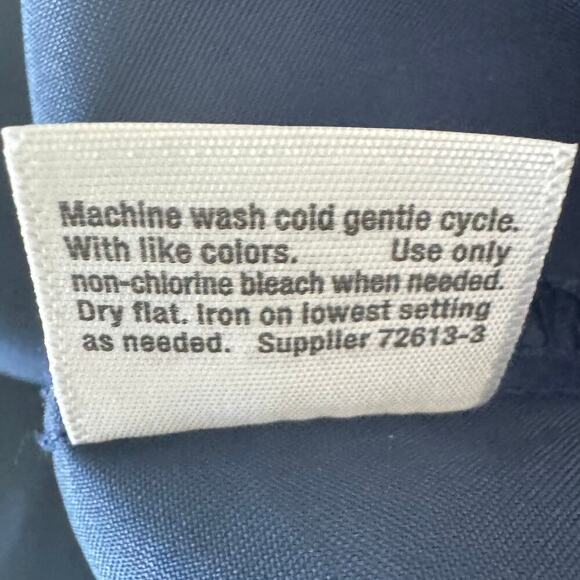 Machine wash cold gentle cycle.
With like colors. Use only
non-chlorine bleach when needed.
Dry flat. Iron on lowest setting
as needed. Supplier 72613-3